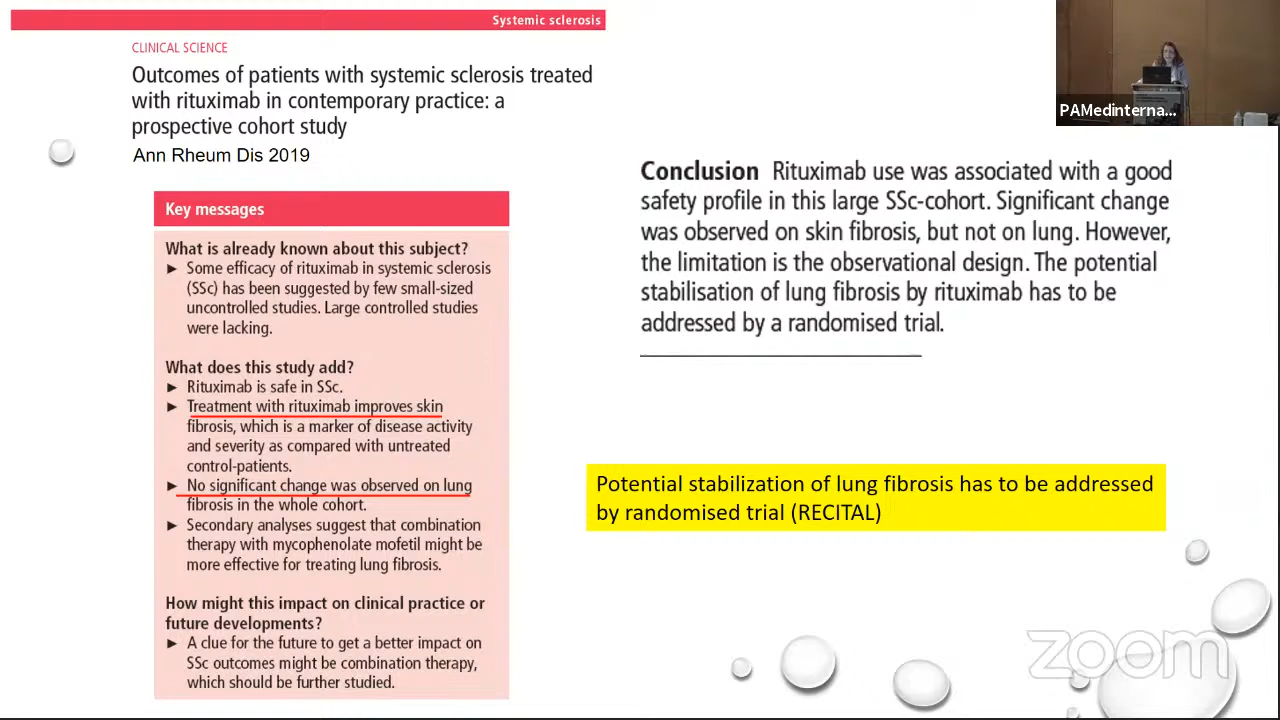 Systemic sclerosis
CLINICAL SCIENCE
Outcomes of patients with systemic sclerosis treated
with rituximab in contemporary practice: a
prospective cohort study
Ann Rheum Dis 2019
Key messages
What is already known about this subject?
► Some efficacy of rituximab in systemic sclerosis
(SSc) has been suggested by few small-sized
uncontrolled studies. Large controlled studies
were lacking.
What does this study add?
► Rituximab is safe in SSc.
► Treatment with rituximab improves skin
fibrosis, which is a marker of disease activity
and severity as compared with untreated
control-patients.
► No significant change was observed on lung
fibrosis in the whole cohort.
► Secondary analyses suggest that combination
therapy with mycophenolate mofetil might be
more effective for treating lung fibrosis.
How might this impact on clinical practice or
future developments?
► A clue for the future to get a better impact on
SSc outcomes might be combination therapy,
which should be further studied.
PAMedinterna...
Conclusion Rituximab use was associated with a good
safety profile in this large SSc-cohort. Significant change
was observed on skin fibrosis, but not on lung. However,
the limitation is the observational design. The potential
stabilisation of lung fibrosis by rituximab has to be
addressed by a randomised trial.
Potential stabilization of lung fibrosis has to be addressed
by randomised trial (RECITAL)
zoom